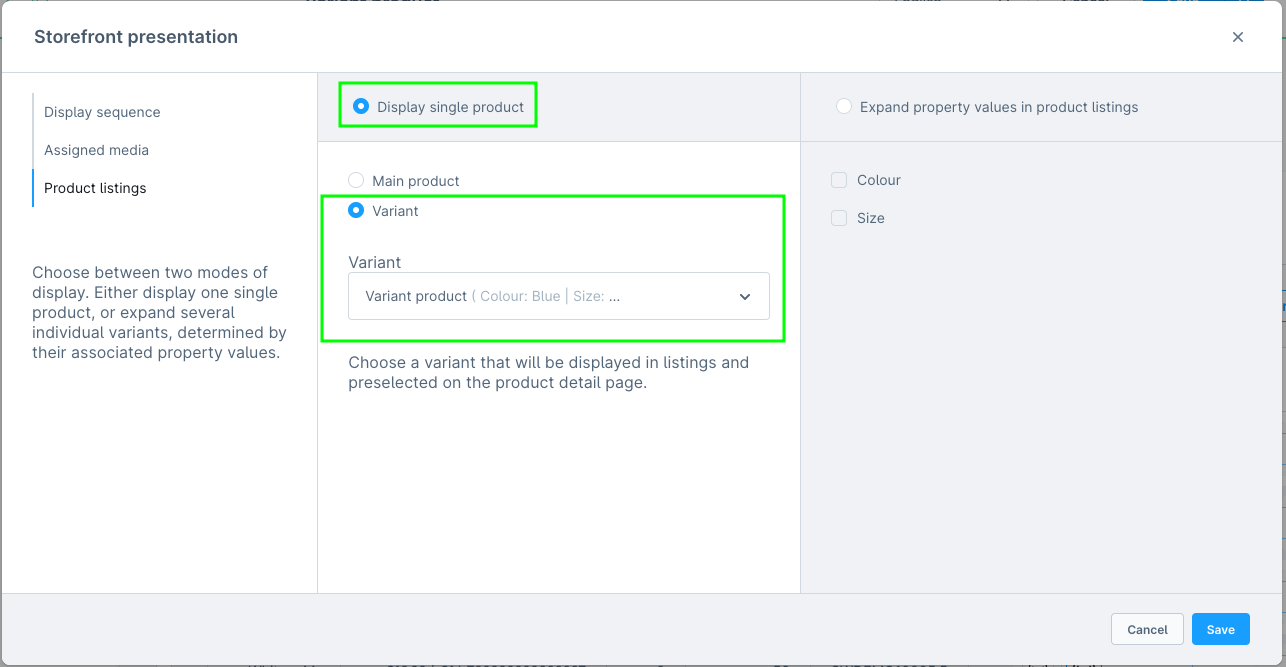 Storefront presentation
Display sequence
Assigned media
Product listings
Choose between two modes of
display. Either display one single
product, or expand several
individual variants, determined by
their associated property values.
Display single product
Main product
Variant
Variant
Variant product ( Colour: Blue | Size: ...
Choose a variant that will be displayed in listings and
preselected on the product detail page.
Expand property values in product listings
Colour
Size
Cancel
Save